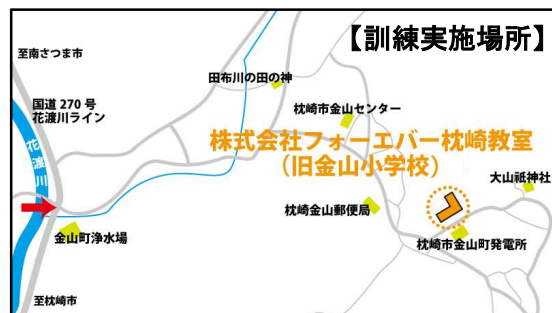 【訓練実施場所】
至南さつま市
田布川の田の神
国道270号
花渡川ライン
枕崎市金山センター
株式会社フォーエバー枕崎教室
（旧金山小学校）
花渡川
大山祇神社
枕崎金山郵便局
金山町浄水場
枕崎市金山町発電所
至枕崎市